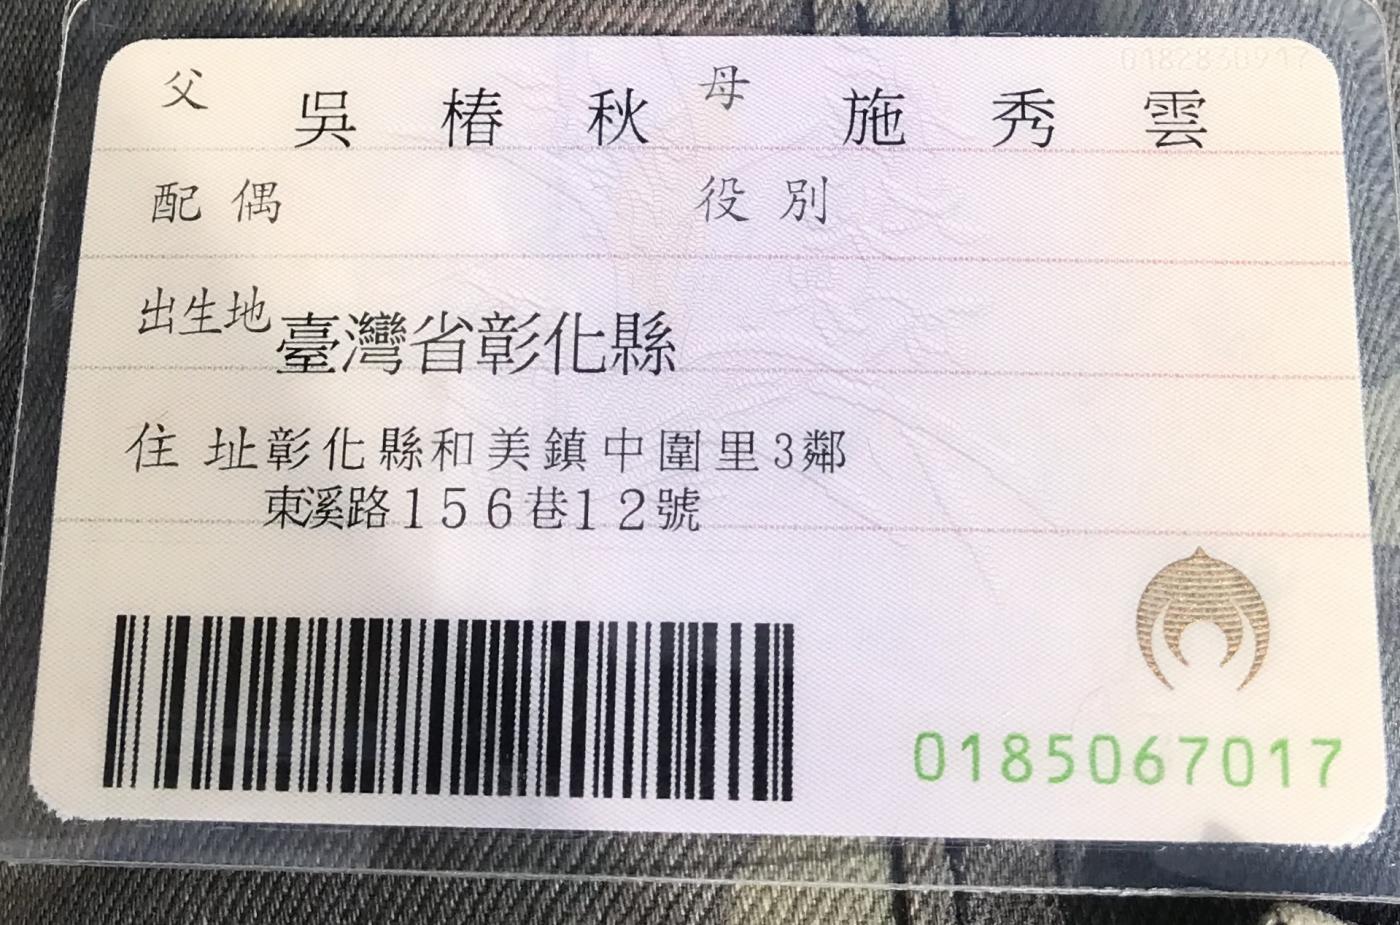 父 吳椿秋 母 施秀雲
配偶 役別
出生地 臺灣省彰化縣
住址 彰化縣和美鎮中圍里3鄰
東溪路156巷12號
0185067017